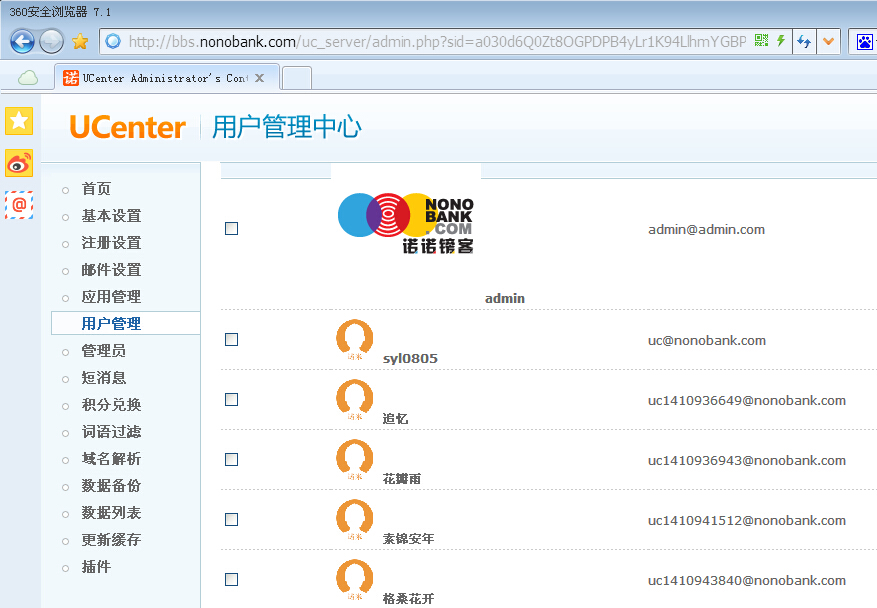 360安全浏览器 7.1
http://bbs.nonobank.com/uc_server/admin.php?sid=a030d6Q0Zt8OGPDPB4yLr1K94LlhmYGBP
诺 UCenter Administrator's Cont
UCenter 用户管理中心
首页
基本设置
注册设置
邮件设置
应用管理
用户管理
管理员
短消息
积分兑换
词语过滤
域名解析
数据备份
数据列表
更新缓存
插件
NONO
BANK
.COM
诺诺镑客
admin@admin.com
admin
syl0805
uc@nonobank.com
追忆
uc1410936649@nonobank.com
花瓣雨
uc1410936943@nonobank.com
素锦安年
uc1410941512@nonobank.com
格桑花开
uc1410943840@nonobank.com